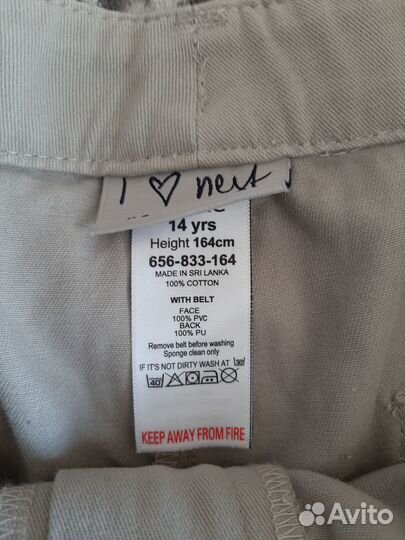 I ♡ next
14 yrs
Height 164cm
656-833-164
MADE IN SRI LANKA
100% COTTON
WITH BELT
FACE
100% PVC
BACK
100% PU
Remove belt before washing
Sponge clean only
IF IT'S NOT DIRTY WASH AT 30
40
KEEP AWAY FROM FIRE
Avito